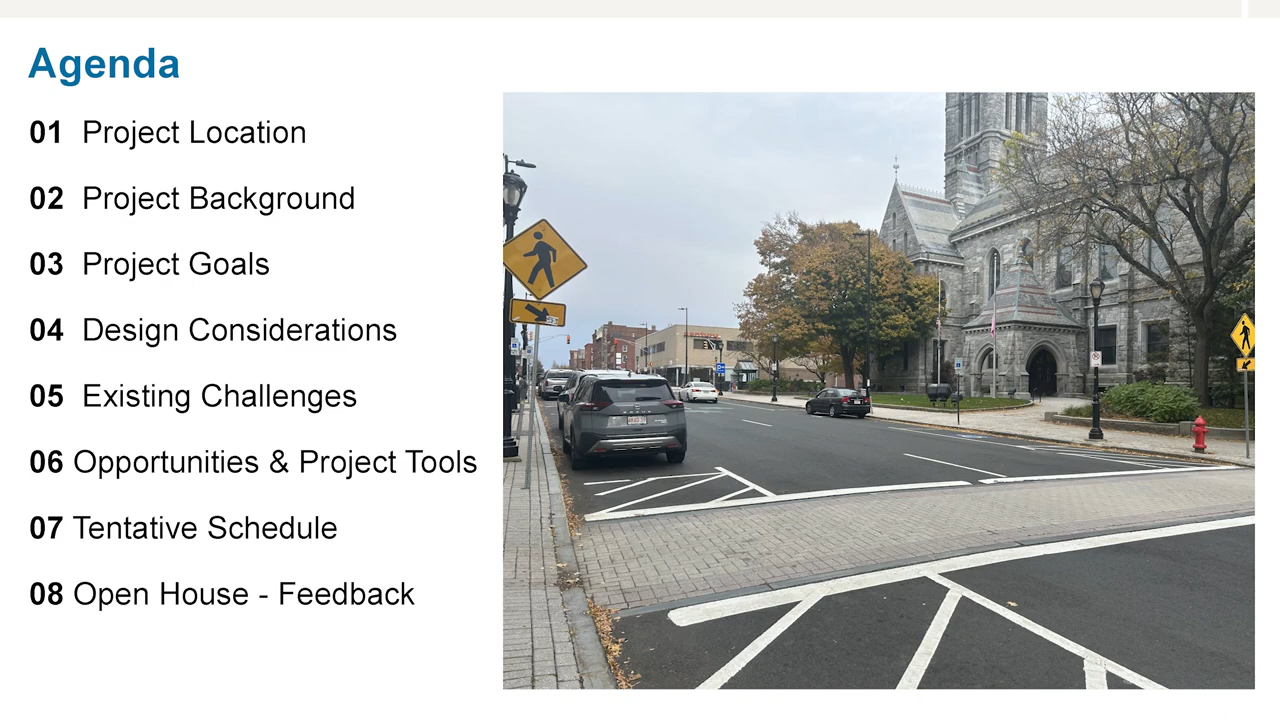 Agenda
01 Project Location
02 Project Background
03 Project Goals
04 Design Considerations
05 Existing Challenges
06 Opportunities & Project Tools
07 Tentative Schedule
08 Open House - Feedback